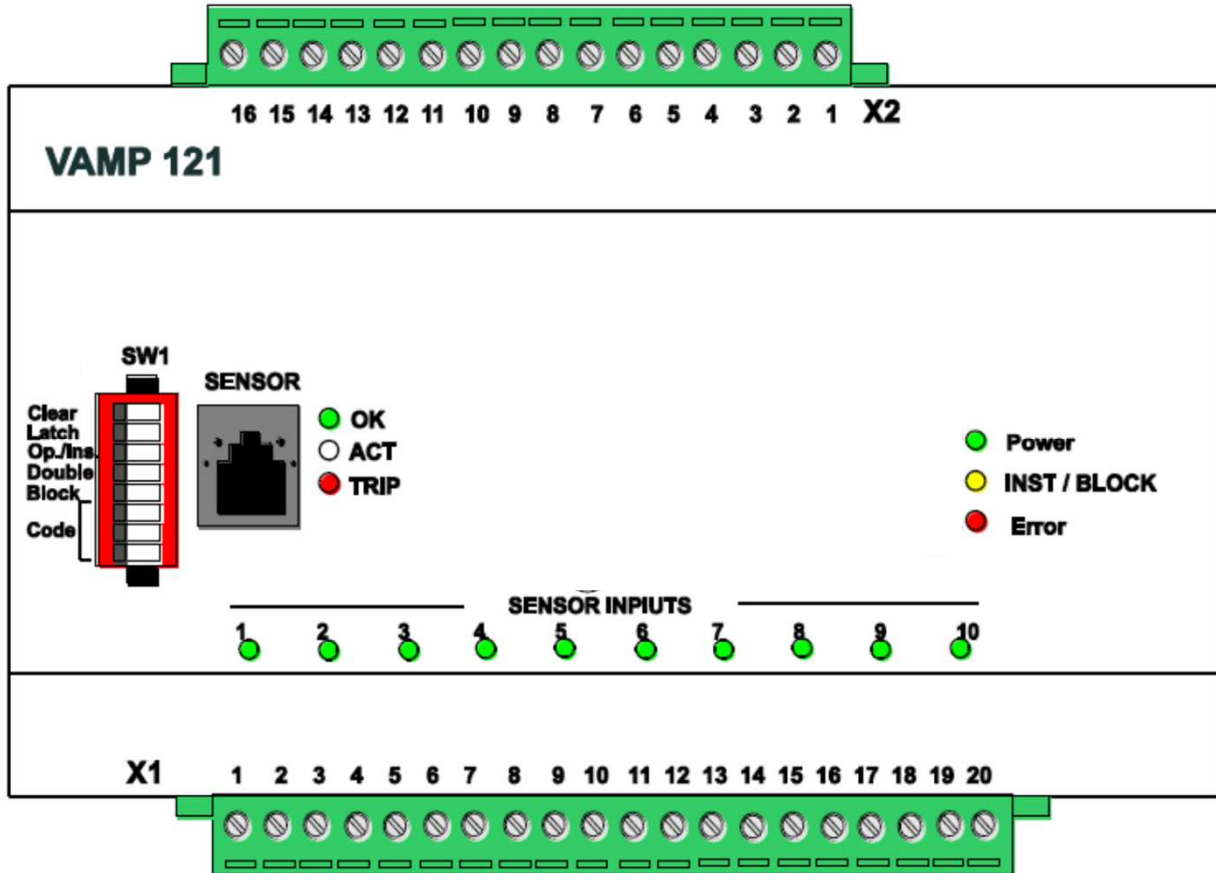 16 15 14 13 12 11 10 9 8 7 6 5 4 3 2 1 X2
VAMP 121
SW1
SENSOR
Clear
Latch
Op./Ins.
Double
Block
Code
OK
ACT
TRIP
Power
INST / BLOCK
Error
SENSOR INPIUTS
1 2 3 4 5 6 7 8 9 10
X1 1 2 3 4 5 6 7 8 9 10 11 12 13 14 15 16 17 18 19 20